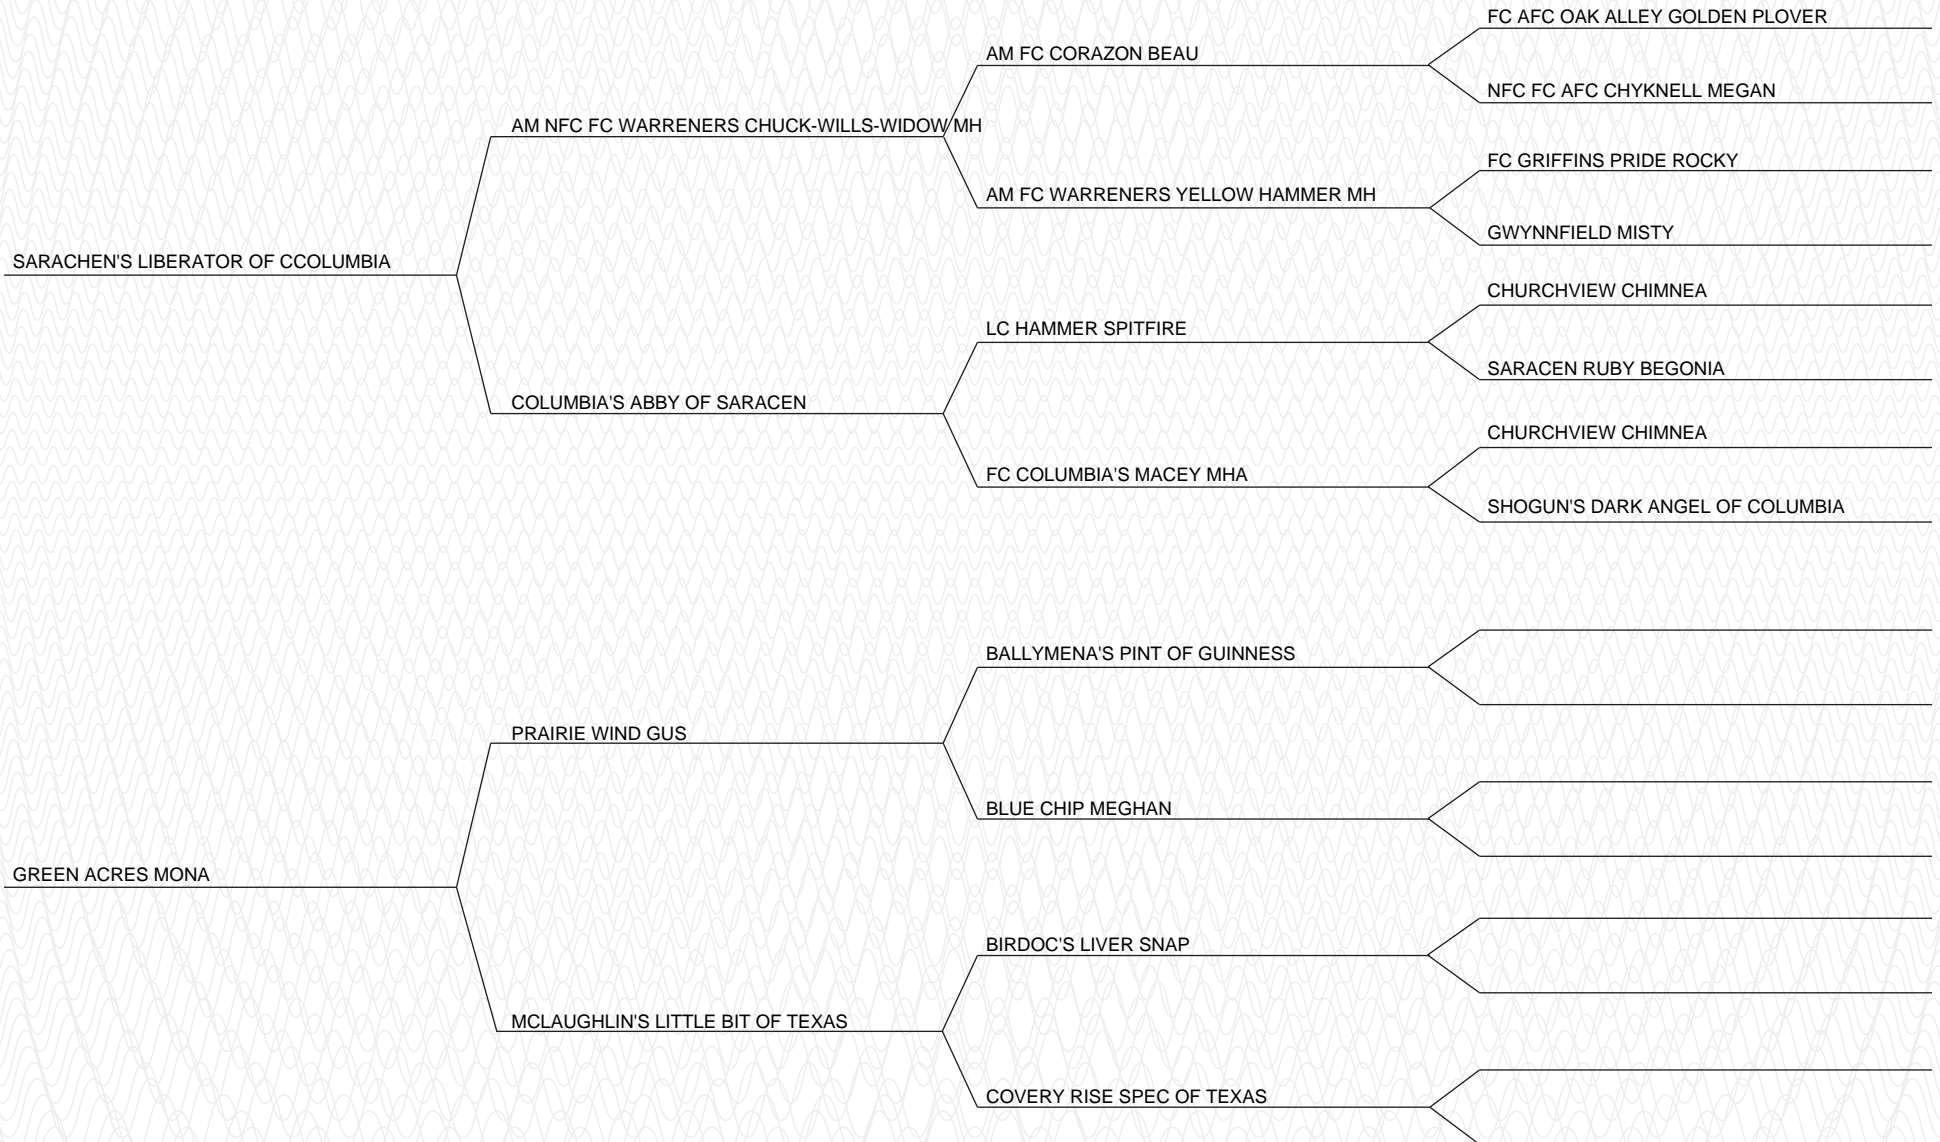 FC AFC OAK ALLEY GOLDEN PLOVER
AM FC CORAZON BEAU
NFC FC AFC CHYKNELL MEGAN
AM NFC FC WARRENERS CHUCK-WILLS-WIDOW MH
FC GRIFFINS PRIDE ROCKY
AM FC WARRENERS YELLOW HAMMER MH
GWYNNFIELD MISTY
SARACHEN'S LIBERATOR OF CCOLUMBIA
CHURCHVIEW CHIMNEA
LC HAMMER SPITFIRE
SARACEN RUBY BEGONIA
COLUMBIA'S ABBY OF SARACEN
CHURCHVIEW CHIMNEA
FC COLUMBIA'S MACEY MHA
SHOGUN'S DARK ANGEL OF COLUMBIA
BALLYMENA'S PINT OF GUINNESS
PRAIRIE WIND GUS
BLUE CHIP MEGHAN
GREEN ACRES MONA
BIRDOC'S LIVER SNAP
MCLAUGHLIN'S LITTLE BIT OF TEXAS
COVERY RISE SPEC OF TEXAS